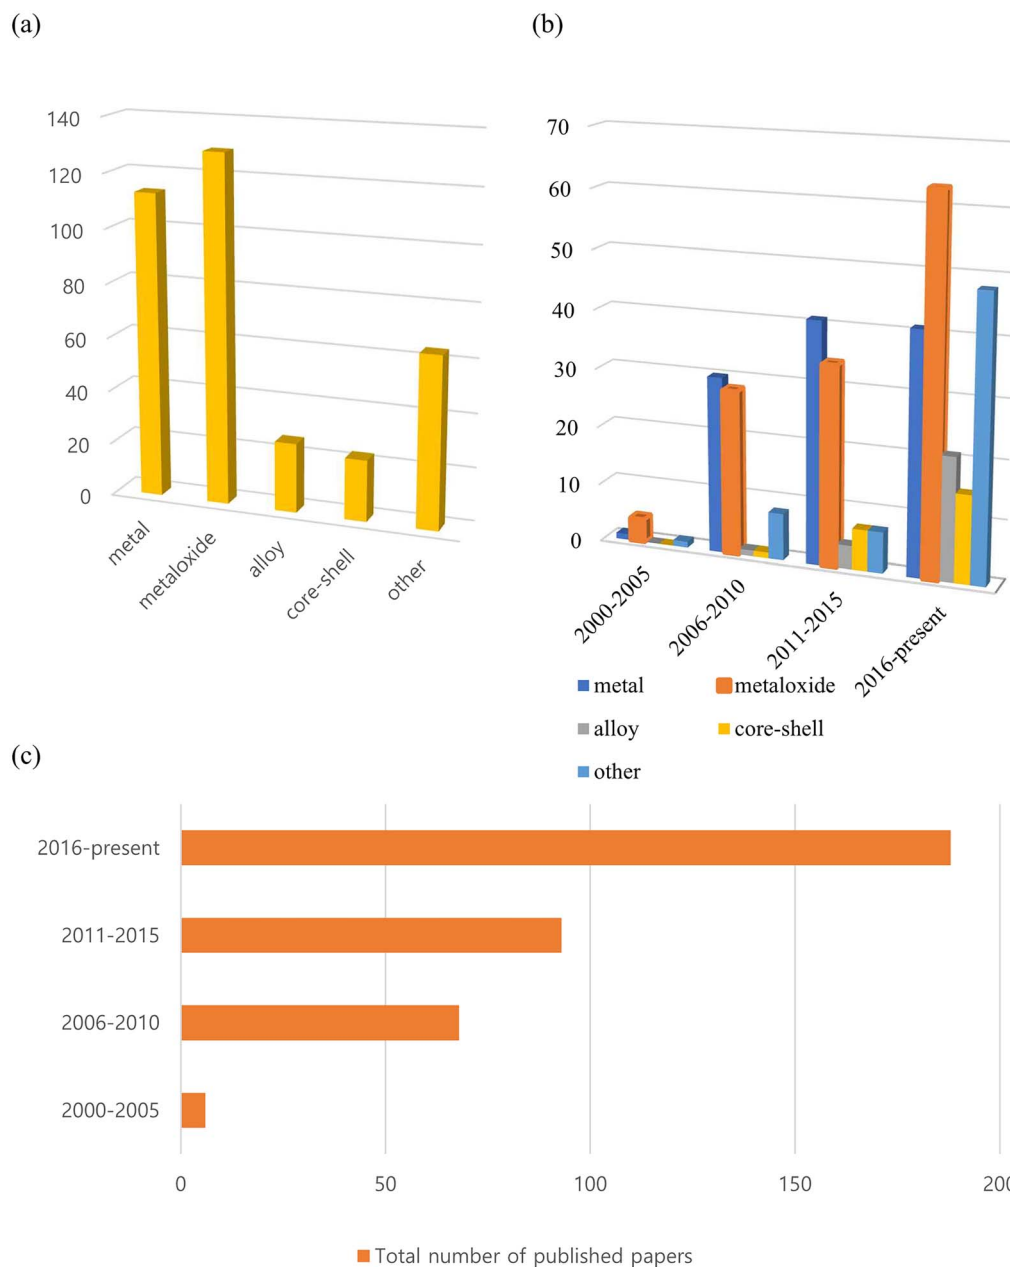 (a)
140
120
100
80
60
40
20
0
metal
metaloxide
alloy
core-shell
other
(b)
70
60
50
40
30
20
10
0
2000-2005
2006-2010
2011-2015
2016-present
metal
metaloxide
alloy
core-shell
other
(c)
2016-present
2011-2015
2006-2010
2000-2005
0
50
100
150
200
Total number of published papers